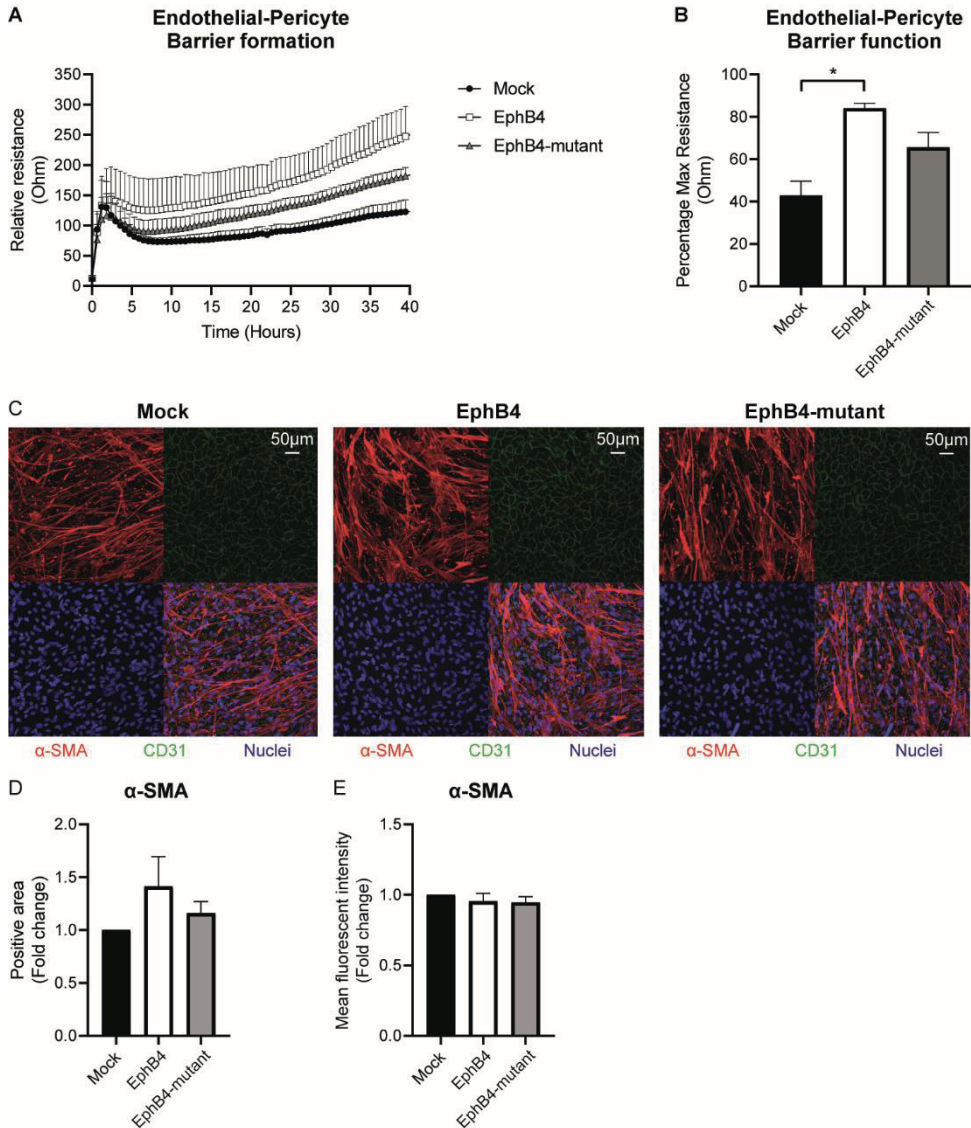 A
Endothelial-Pericyte
Barrier formation
350
300
250
200
150
100
50
0
Relative resistance
(Ohm)
0 5 10 15 20 25 30 35 40
Time (Hours)
Mock
EphB4
EphB4-mutant
B
Endothelial-Pericyte
Barrier function
100
80
60
40
20
0
Percentage Max Resistance
(Ohm)
*
Mock
EphB4
EphB4-mutant
C
Mock
EphB4
EphB4-mutant
50μm
50μm
50μm
α-SMA CD31 Nuclei
α-SMA CD31 Nuclei
α-SMA CD31 Nuclei
D
α-SMA
2.0
1.5
1.0
0.5
0.0
Positive area
(Fold change)
Mock
EphB4
EphB4-mutant
E
α-SMA
1.5
1.0
0.5
0.0
Mean fluorescent intensity
(Fold change)
Mock
EphB4
EphB4-mutant